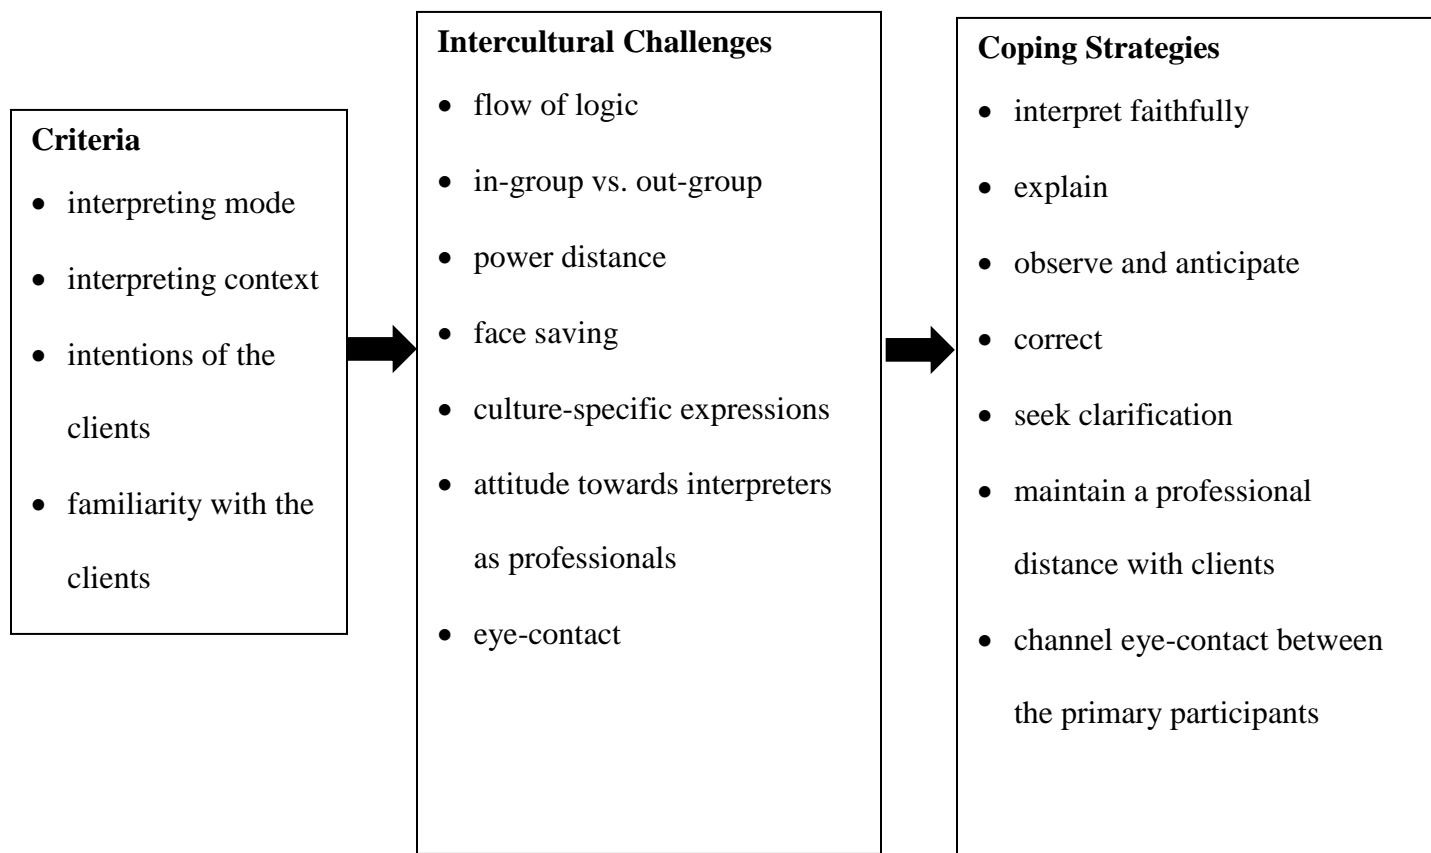 Criteria
• interpreting mode
• interpreting context
• intentions of the
clients
• familiarity with the
clients
Intercultural Challenges
• flow of logic
• in-group vs. out-group
• power distance
• face saving
• culture-specific expressions
• attitude towards interpreters
as professionals
• eye-contact
Coping Strategies
• interpret faithfully
• explain
• observe and anticipate
• correct
• seek clarification
• maintain a professional
distance with clients
• channel eye-contact between
the primary participants